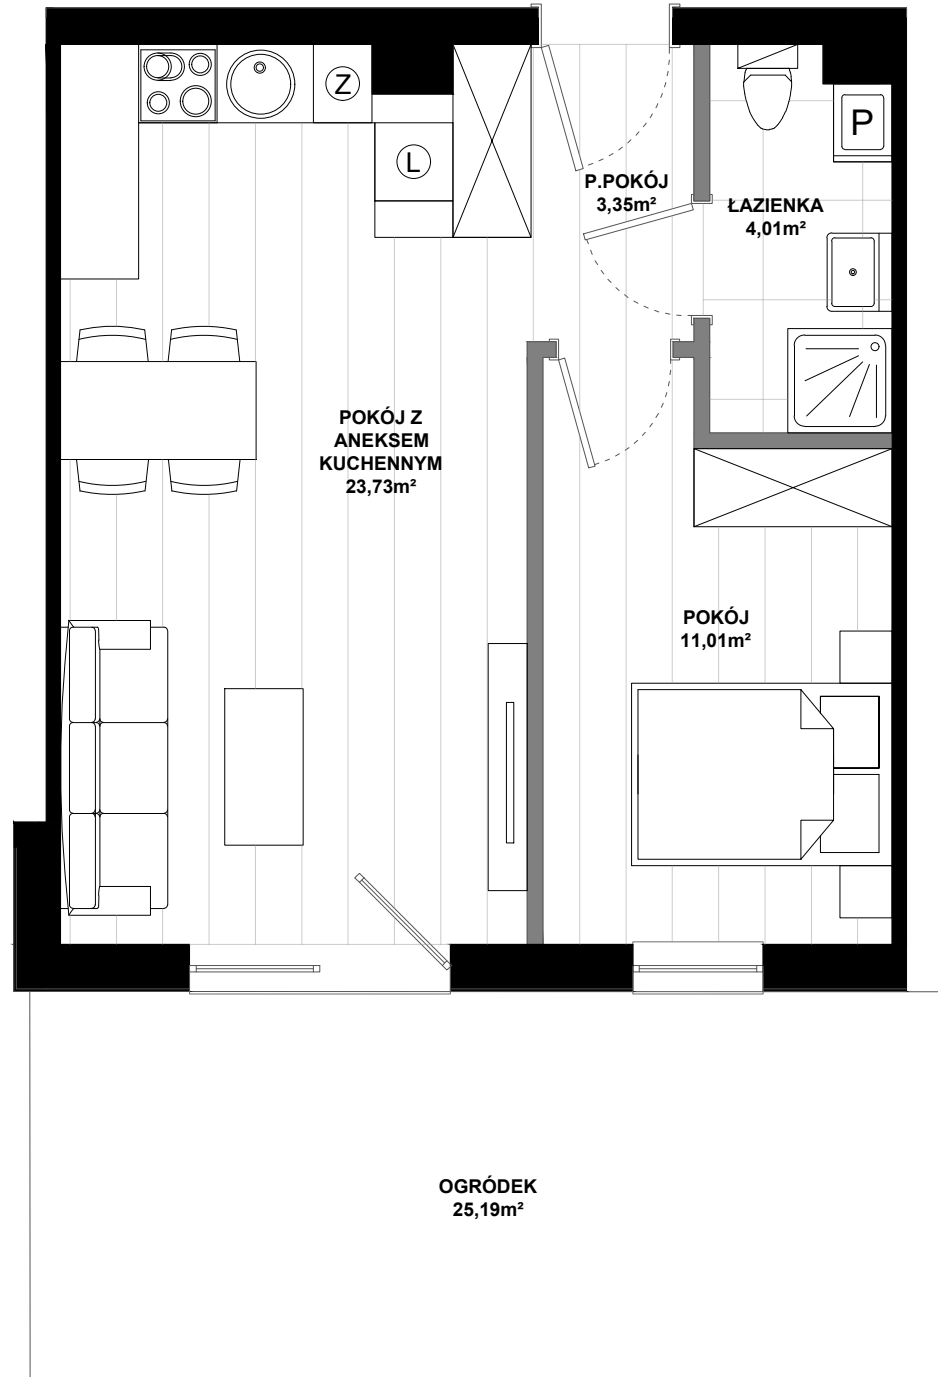 Z
L
P.POKÓJ
3,35m²
P
ŁAZIENKA
4,01m²
POKÓJ Z
ANEKSEM
KUCHENNYM
23,73m²
POKÓJ
11,01m²
OGRÓDEK
25,19m²